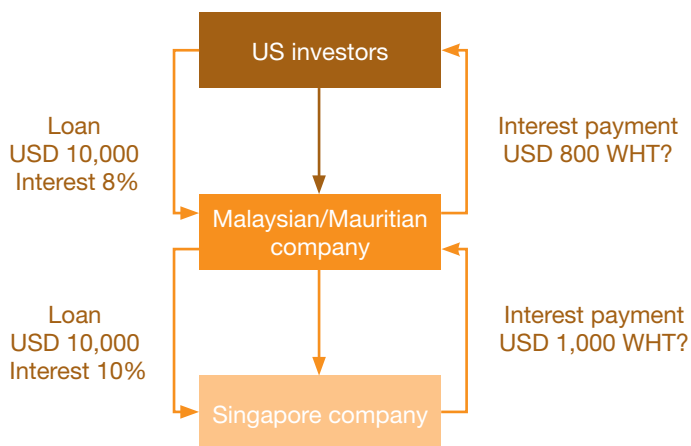 US investors
Loan
USD 10,000
Interest 8%
Interest payment
USD 800 WHT?
Malaysian/Mauritian
company
Loan
USD 10,000
Interest 10%
Interest payment
USD 1,000 WHT?
Singapore company